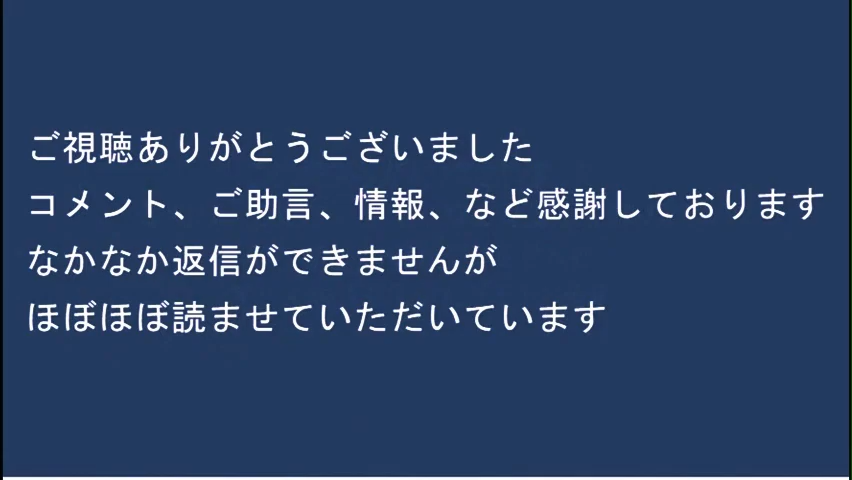 ご視聴ありがとうございました
コメント、ご助言、情報、など感謝しております
なかなか返信ができませんが
ほぼほぼ読ませていただいています